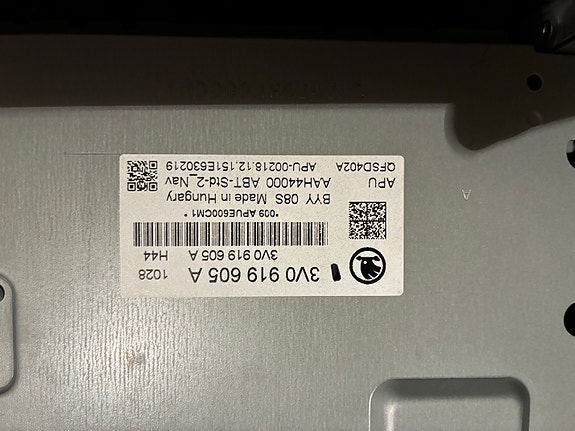 3V0 919 605 A 1028
3V0 919 605 A H44
*009 APUE600CM1*
BYY 08S Made in Hungary
APU AAH44000 ABT-Std-2_Nav
QFSD402A APU-00218.12.151E630219
A